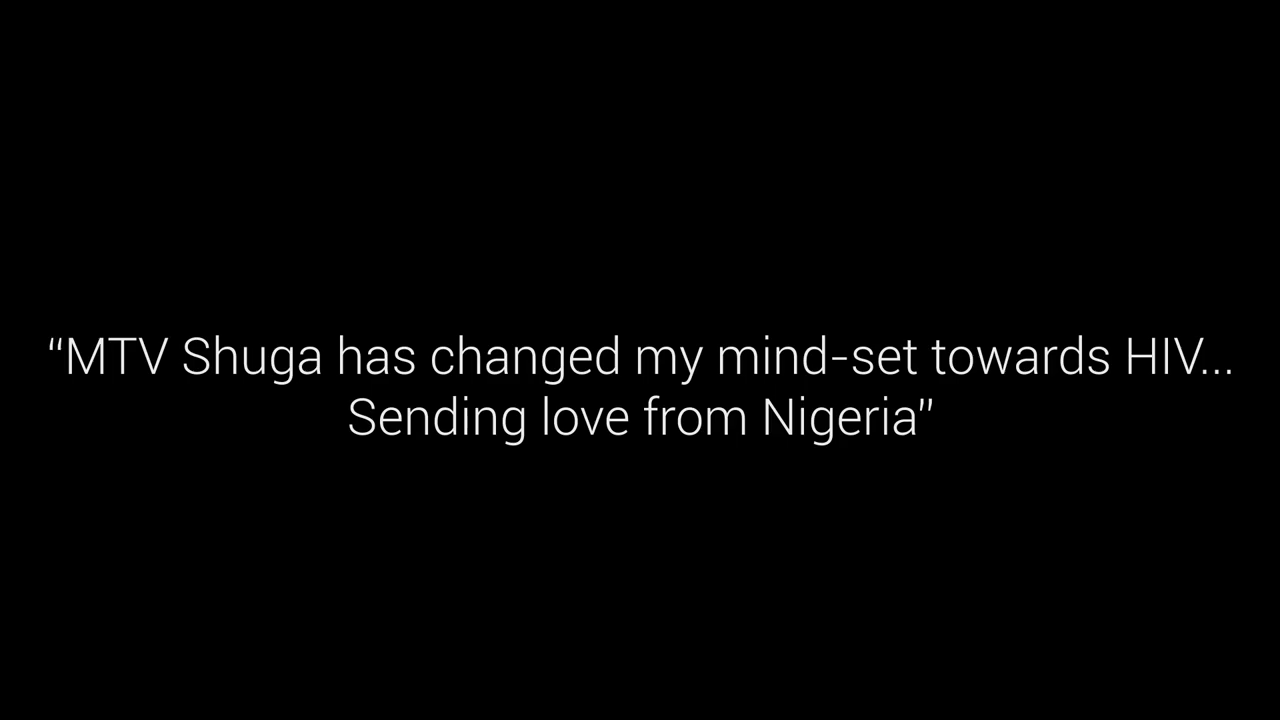 “MTV Shuga has changed my mind-set towards HIV...
Sending love from Nigeria”